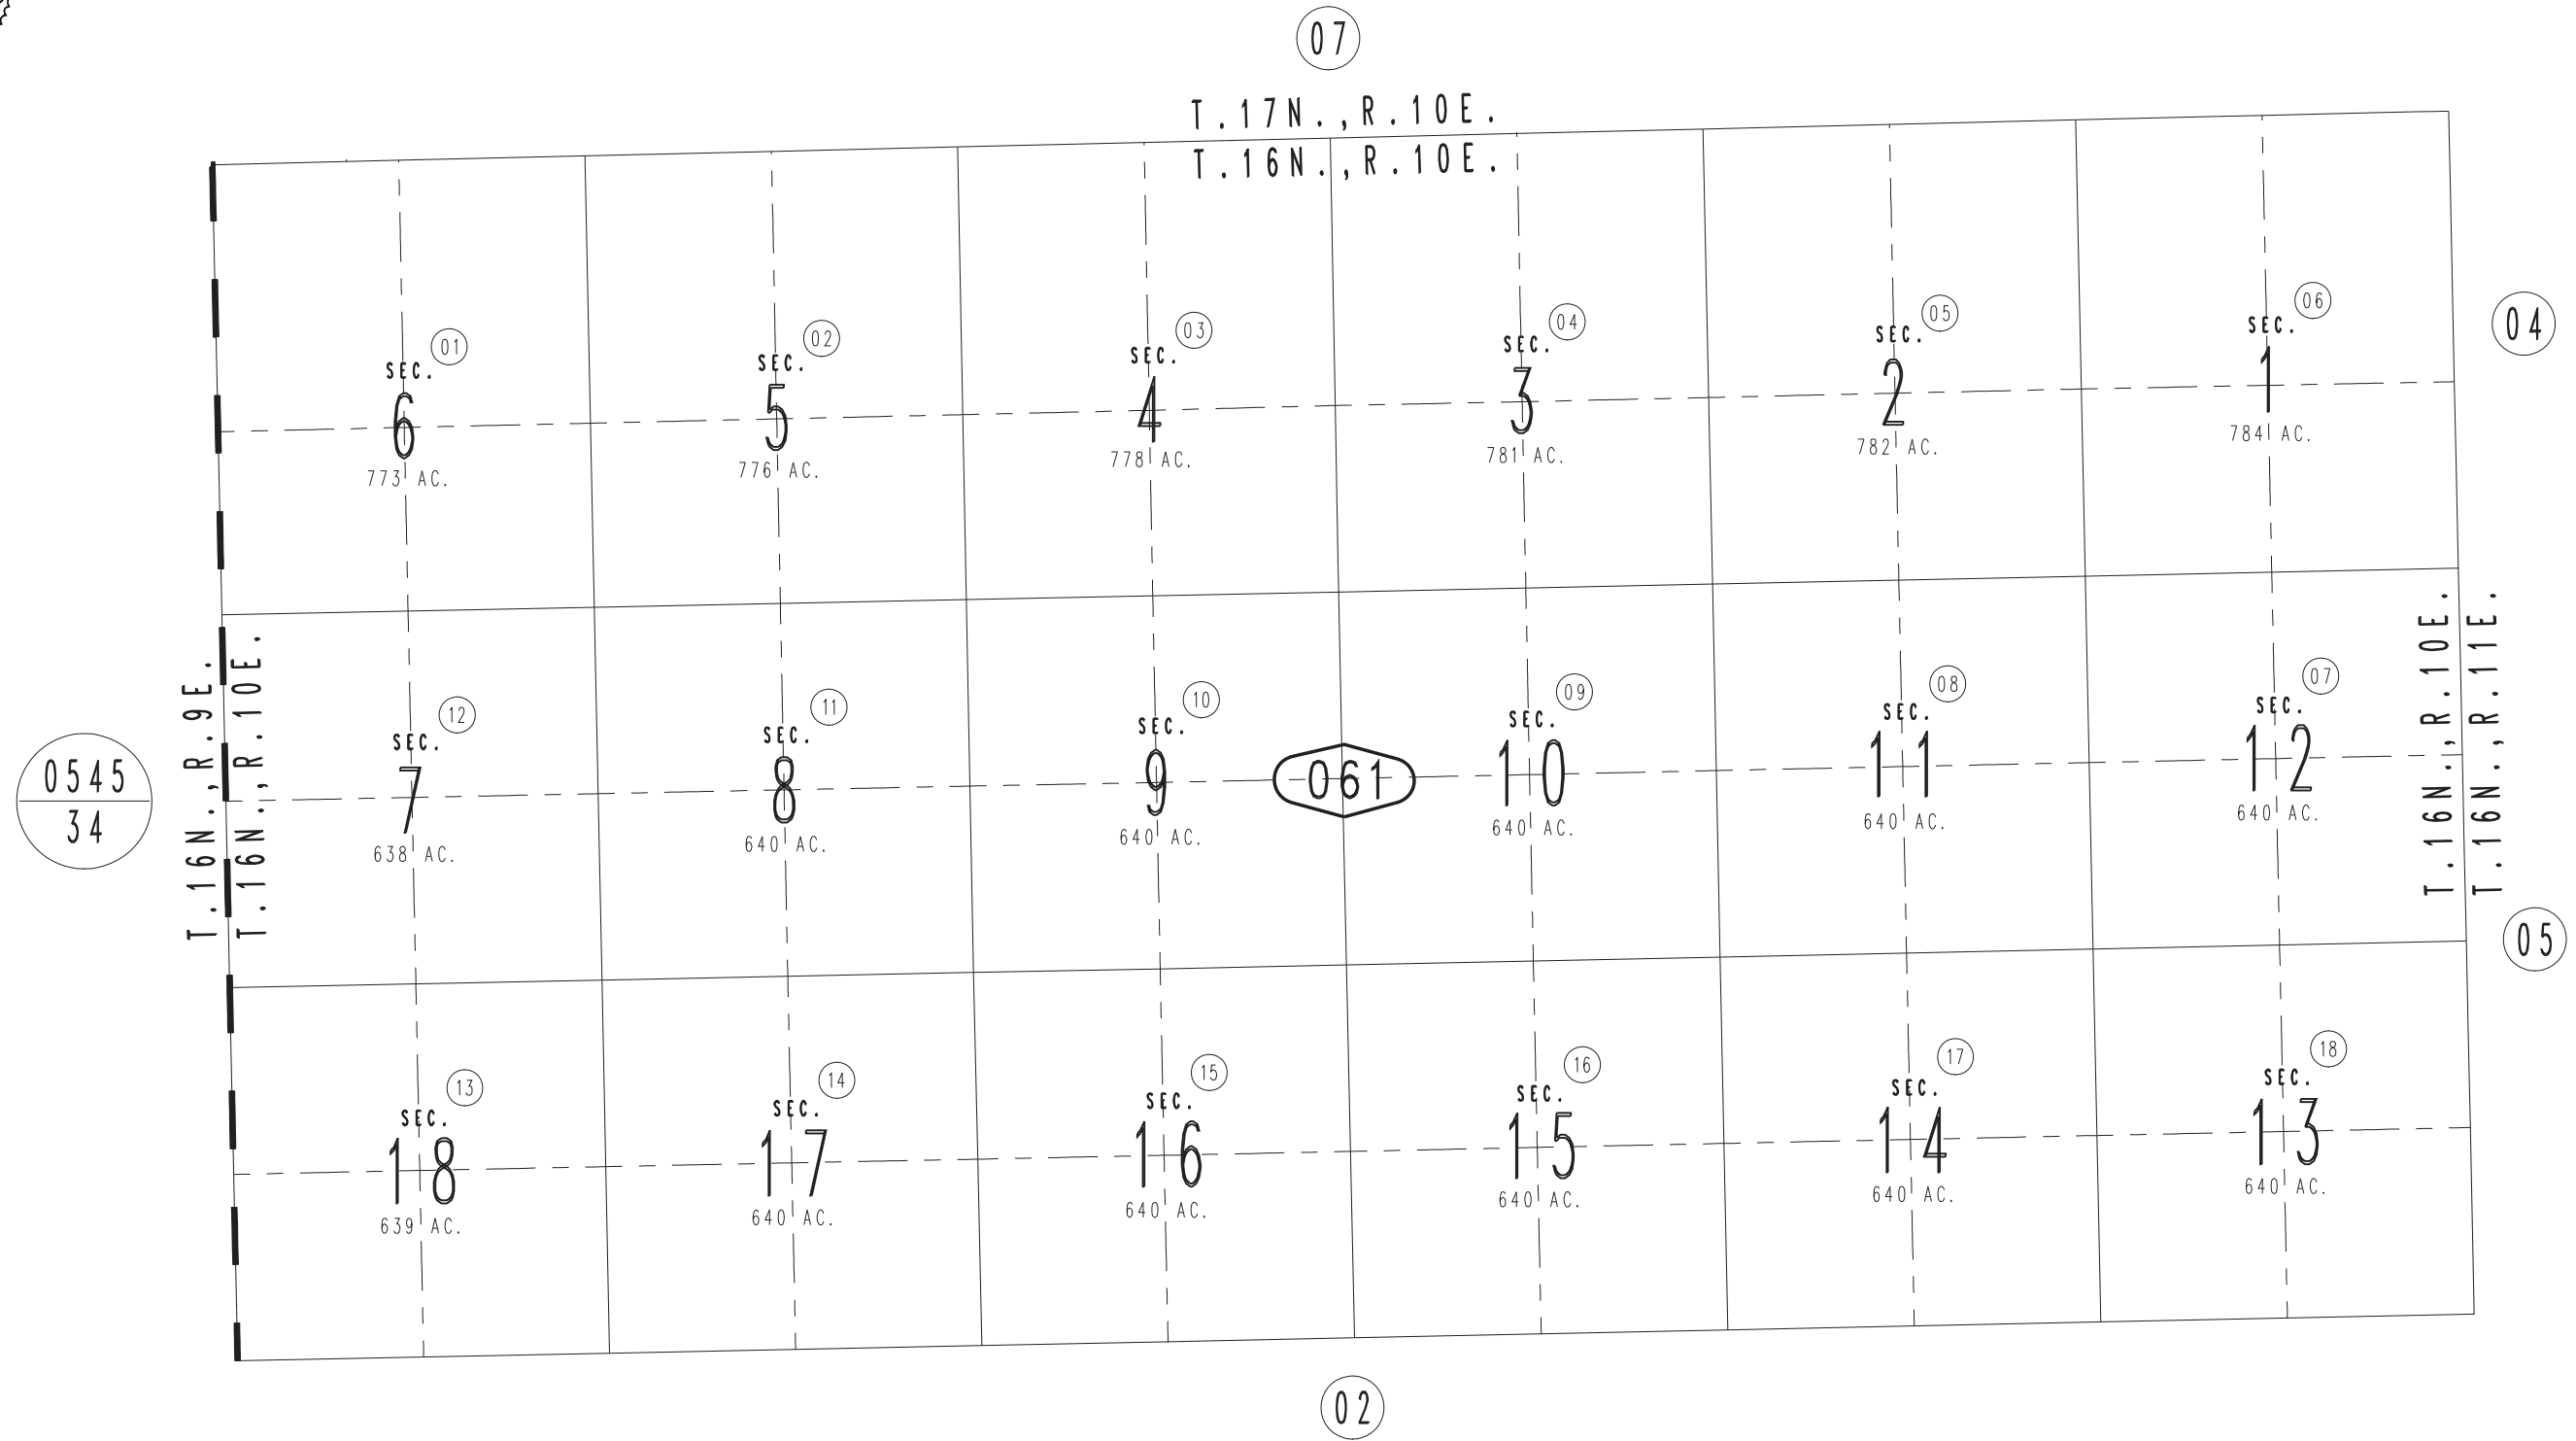 07
T.17N.,R.10E.
T.16N.,R.10E.
01
SEC.
6
773 AC.
02
SEC.
5
776 AC.
03
SEC.
4
778 AC.
04
SEC.
3
781 AC.
05
SEC.
2
782 AC.
06
SEC.
1
784 AC.
04
0545
34
T.16N.,R.9E.
T.16N.,R.10E.
12
SEC.
7
638 AC.
11
SEC.
8
640 AC.
10
SEC.
9
640 AC.
061
09
SEC.
10
640 AC.
08
SEC.
11
640 AC.
07
SEC.
12
640 AC.
T.16N.,R.10E.
T.16N.,R.11E.
05
13
SEC.
18
639 AC.
14
SEC.
17
640 AC.
15
SEC.
16
640 AC.
16
SEC.
15
640 AC.
17
SEC.
14
640 AC.
18
SEC.
13
640 AC.
02